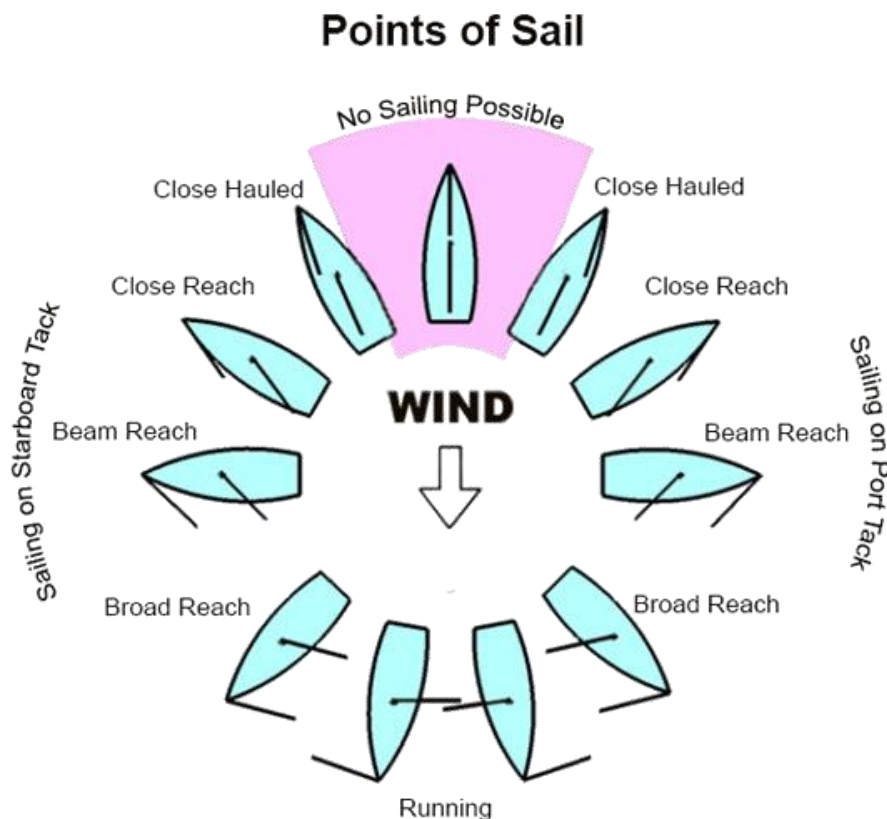 Points of Sail
No Sailing Possible
Close Hauled
Close Hauled
Close Reach
Close Reach
Sailing on Starboard Tack
Sailing on Port Tack
WIND
Beam Reach
Beam Reach
Broad Reach
Broad Reach
Running